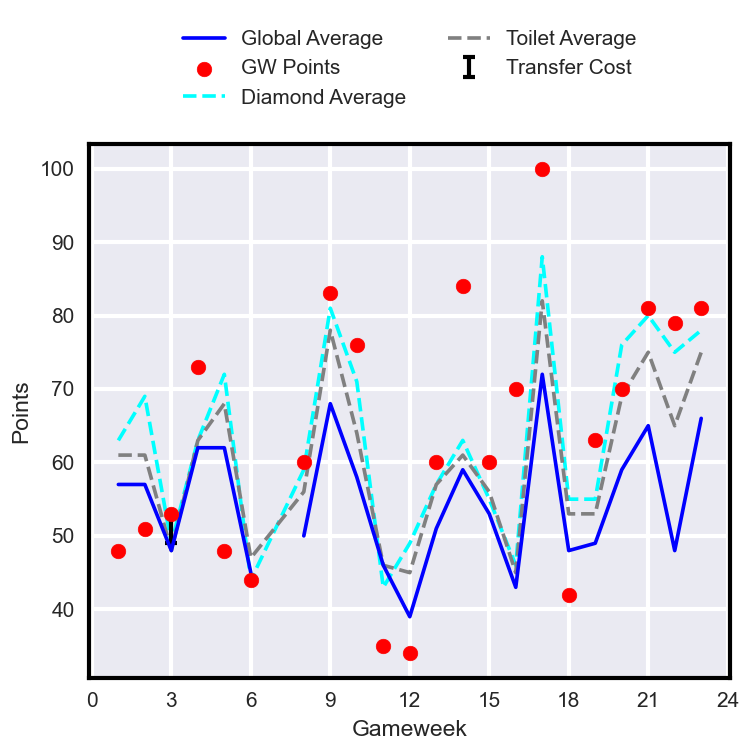 Global Average
GW Points
Diamond Average
Toilet Average
Transfer Cost
100
90
80
70
60
50
40
Points
0 3 6 9 12 15 18 21 24
Gameweek